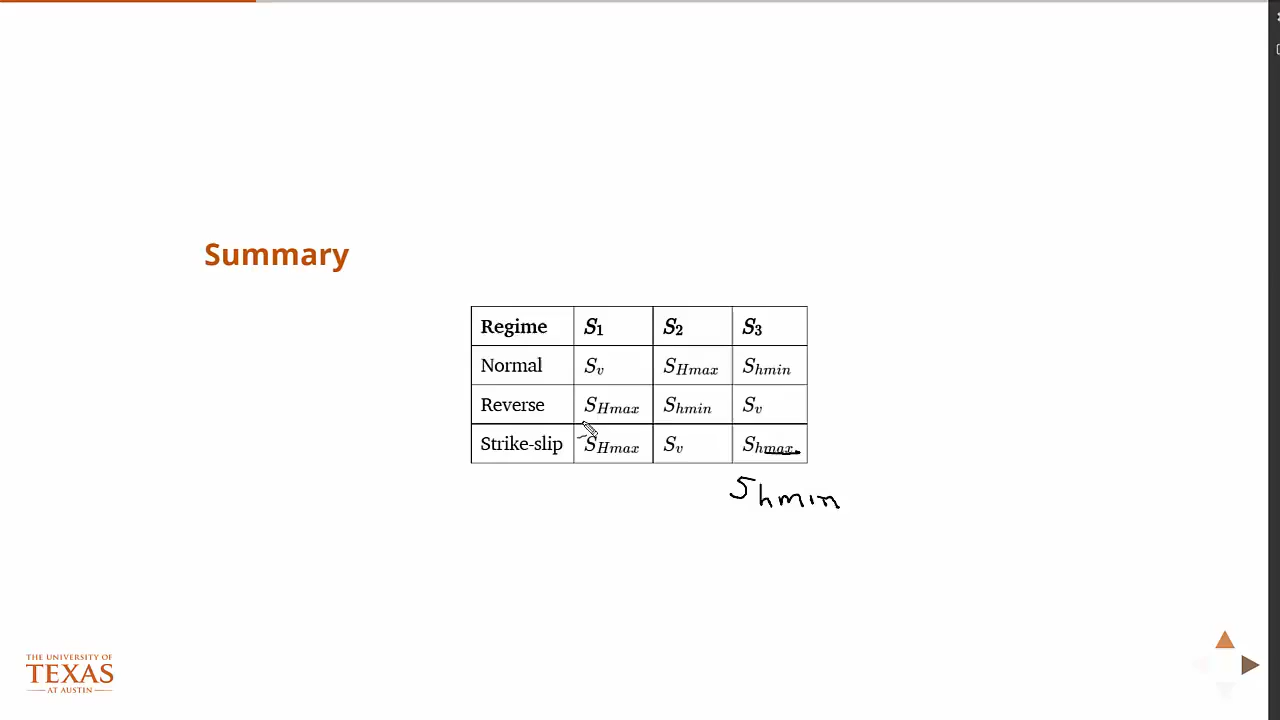 Summary
Regime S1 S2 S3
Normal Sv SHmax Shmin
Reverse SHmax Shmin Sv
Strike-slip SHmax Sv Shmax
Shmin
THE UNIVERSITY OF
TEXAS
AT AUSTIN